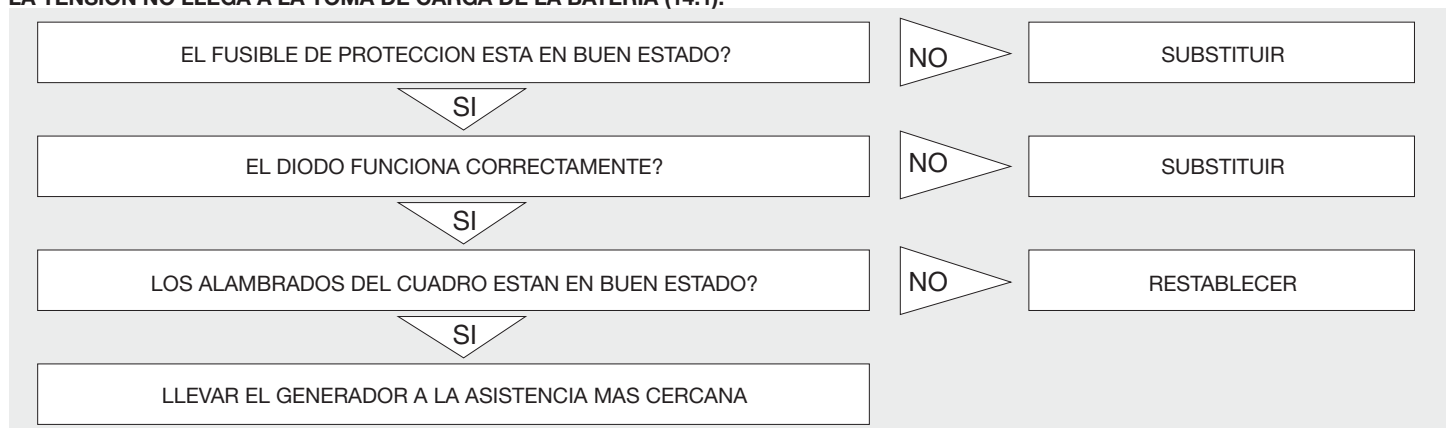 LA TENSION NO LLEGA A LA TOMA DE CARGA DE LA BATERIA (14.1).
EL FUSIBLE DE PROTECCION ESTA EN BUEN ESTADO?
NO
SUBSTITUIR
SI
EL DIODO FUNCIONA CORRECTAMENTE?
NO
SUBSTITUIR
SI
LOS ALAMBRADOS DEL CUADRO ESTAN EN BUEN ESTADO?
NO
RESTABLECER
SI
LLEVAR EL GENERADOR A LA ASISTENCIA MAS CERCANA